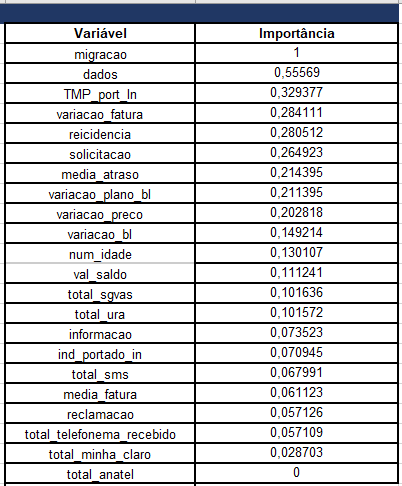 Variável Importância
migracao 1
dados 0,55569
TMP_port_In 0,329377
variacao_fatura 0,284111
reicidencia 0,280512
solicitacao 0,264923
media_atraso 0,214395
variacao_plano_bl 0,211395
variacao_preco 0,202818
variacao_bl 0,149214
num_idade 0,130107
val_saldo 0,111241
total_sgvas 0,101636
total_ura 0,101572
informacao 0,073523
ind_portado_in 0,070945
total_sms 0,067991
media_fatura 0,061123
reclamacao 0,057126
total_telefonema_recebido 0,057109
total_minha_claro 0,028703
total_anatel 0